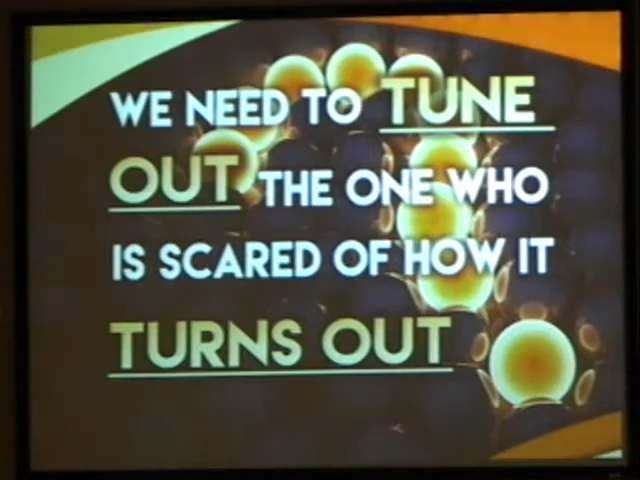 WE NEED TO TUNE
OUT THE ONE WHO
IS SCARED OF HOW IT
TURNS OUT